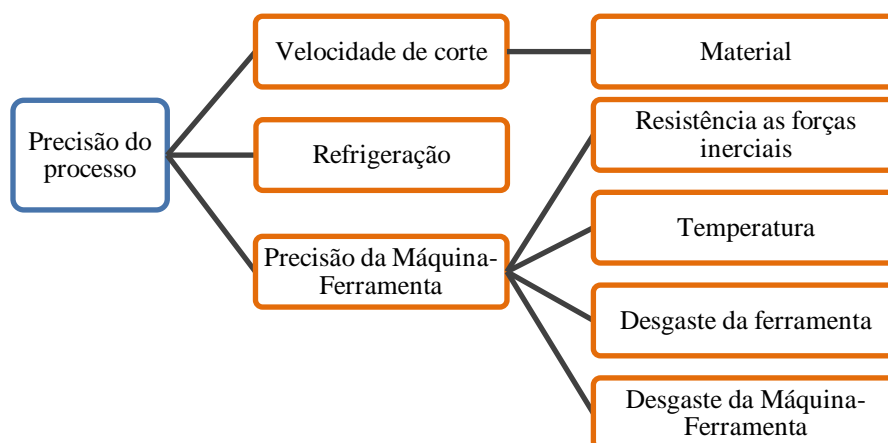 Precisão do
processo
Velocidade de corte
Material
Refrigeração
Precisão da Máquina-
Ferramenta
Resistência as forças
inerciais
Temperatura
Desgaste da ferramenta
Desgaste da Máquina-
Ferramenta